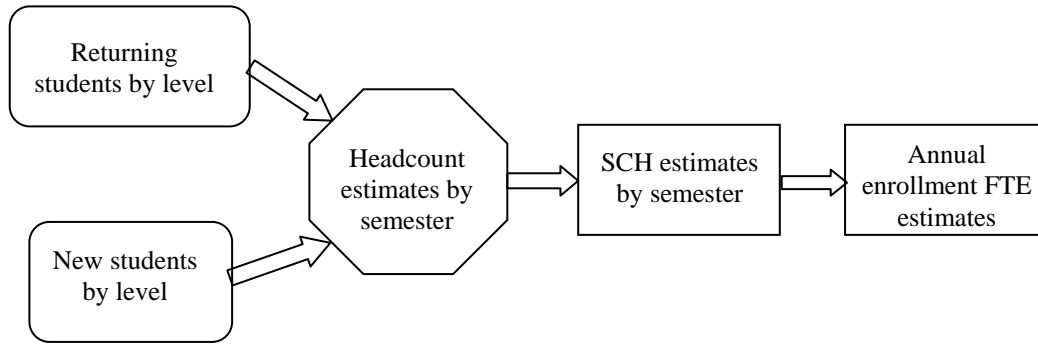 Returning
students by level
New students
by level
Headcount
estimates by
semester
SCH estimates
by semester
Annual
enrollment FTE
estimates